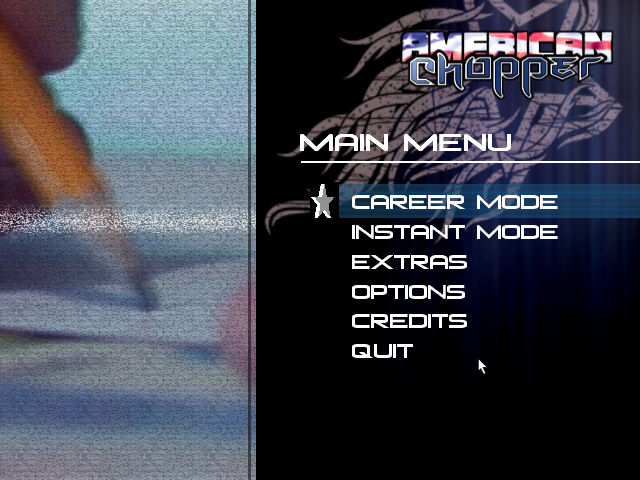 AMERICAN
Chopper
MAIN MENU
CAREER MODE
INSTANT MODE
EXTRAS
OPTIONS
CREDITS
QUIT